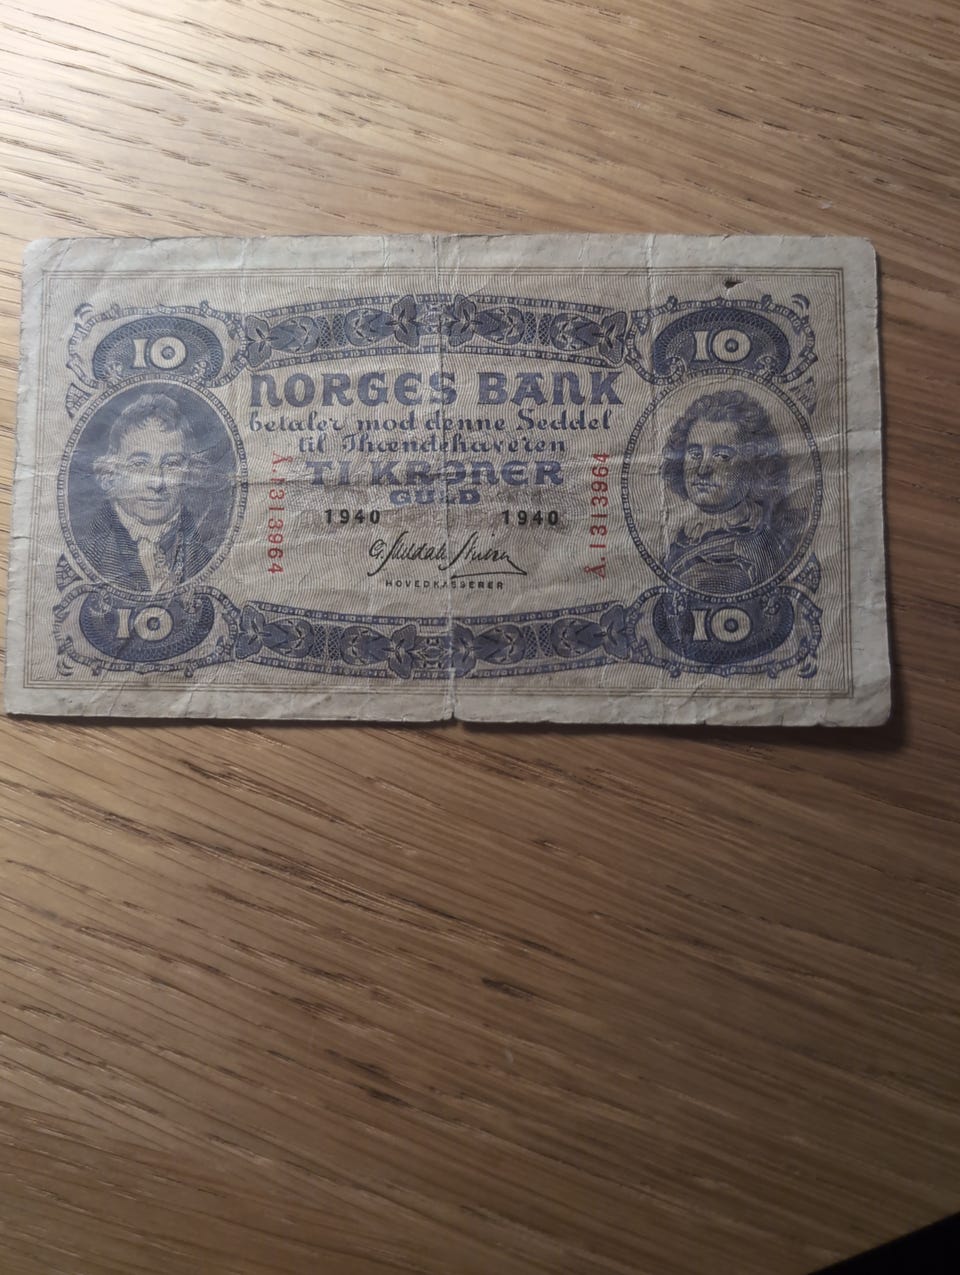 10 10
NORGES BANK
betaler mod denne Seddel
til Ihændehaveren
TI KRONER
GULD
1940 1940
HOVEDKASSERER
Å.1313964
Å.1313964
10 10